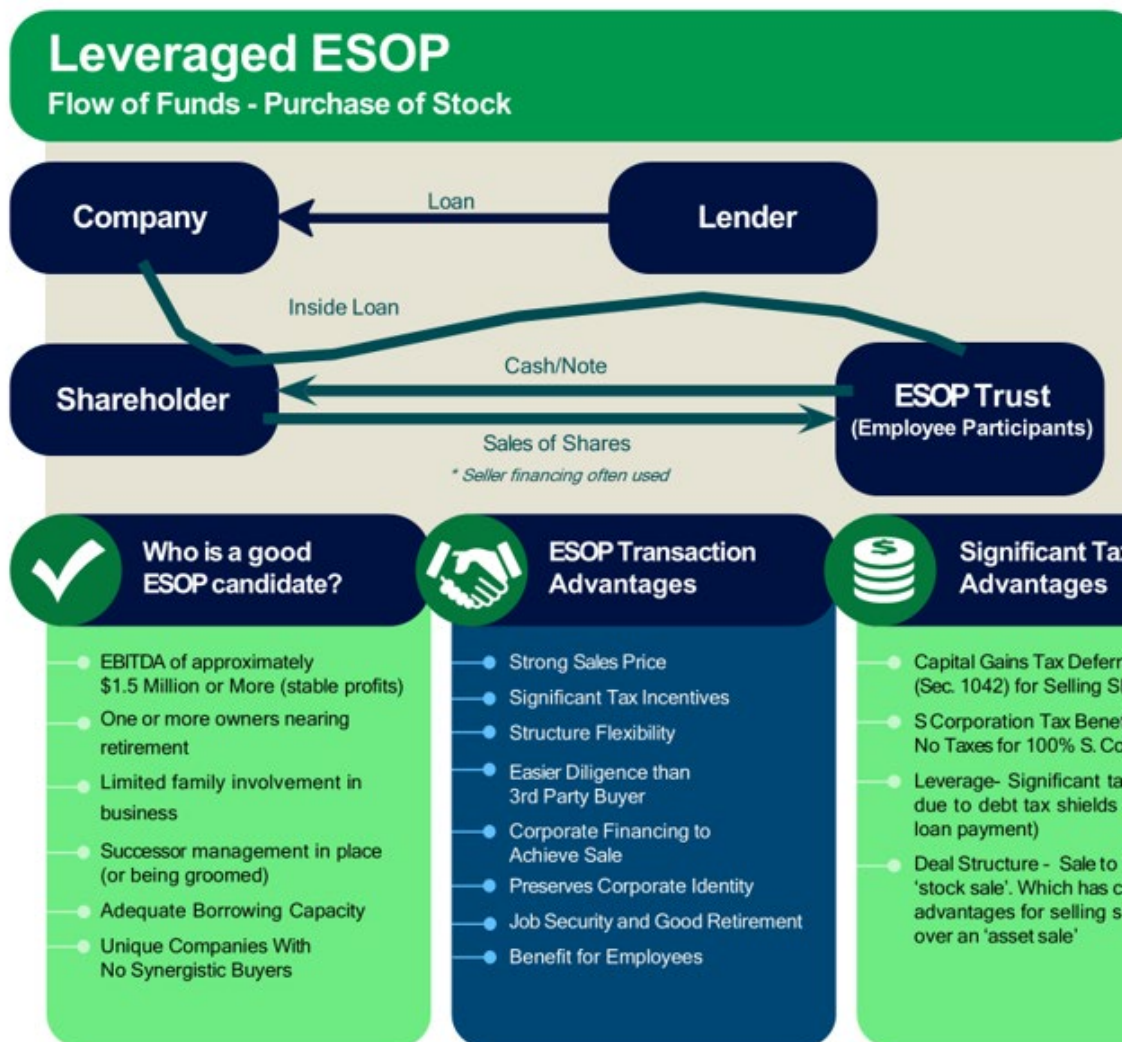 Leveraged ESOP
Flow of Funds - Purchase of Stock
Company
Loan
Lender
Inside Loan
Shareholder
Cash/Note
ESOP Trust
(Employee Participants)
Sales of Shares
* Seller financing often used
Who is a good
ESOP candidate?
EBITDA of approximately
$1.5 Million or More (stable profits)
One or more owners nearing
retirement
Limited family involvement in
business
Successor management in place
(or being groomed)
Adequate Borrowing Capacity
Unique Companies With
No Synergistic Buyers
ESOP Transaction
Advantages
Strong Sales Price
Significant Tax Incentives
Structure Flexibility
Easier Diligence than
3rd Party Buyer
Corporate Financing to
Achieve Sale
Preserves Corporate Identity
Job Security and Good Retirement
Benefit for Employees
$
Significant
Advantages
Capital Gains Tax
(Sec. 1042) for Selling
S Corporation Tax
No Taxes for 100% S.
Leverage- Significant
due to debt tax shields
loan payment)
Deal Structure - Sale to
'stock sale'. Which has
advantages for selling
over an 'asset sale'